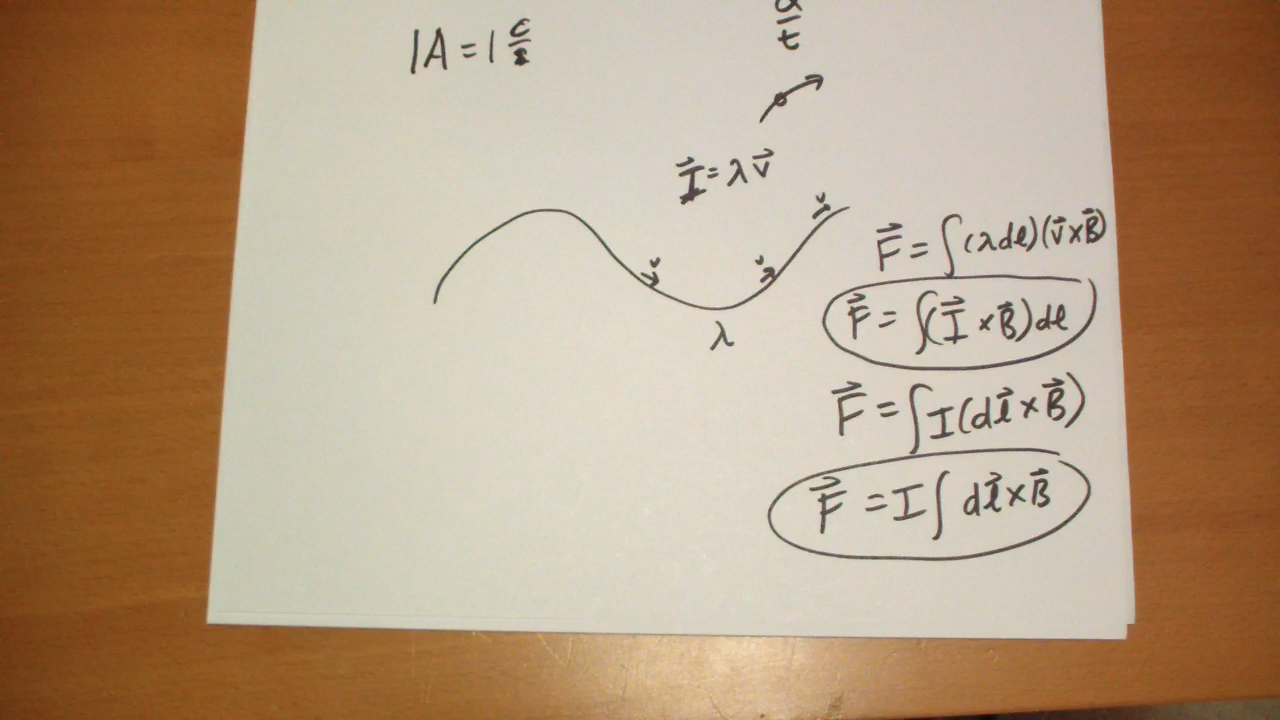 1A = 1 C/s
/t
I⃗ = λv⃗
v⃗
v⃗
v⃗
λ
F⃗ = ∫(λdl)(v⃗×B⃗)
F⃗ = ∫(I⃗×B⃗)dl
F⃗ = ∫I(dl⃗×B⃗)
F⃗ = I∫dl⃗×B⃗